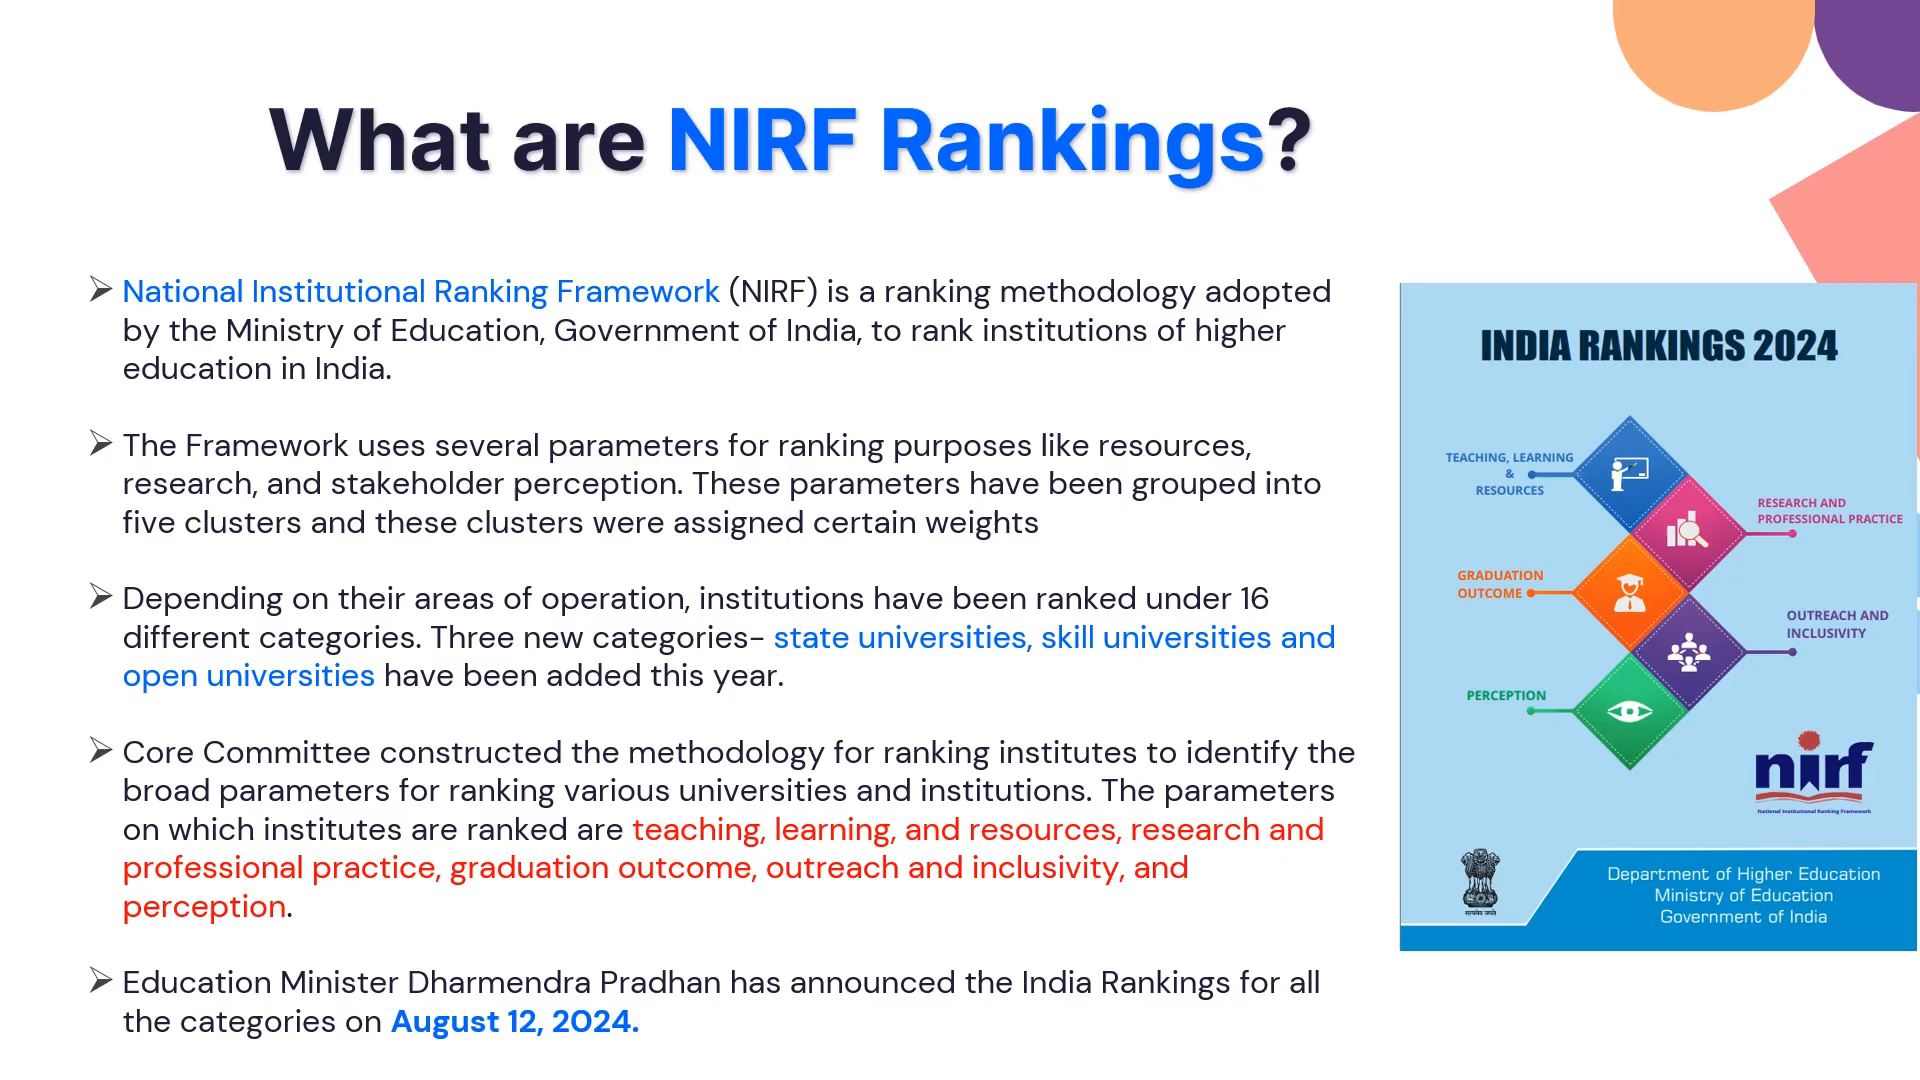 What are NIRF Rankings?
National Institutional Ranking Framework (NIRF) is a ranking methodology adopted
by the Ministry of Education, Government of India, to rank institutions of higher
education in India.
The Framework uses several parameters for ranking purposes like resources,
research, and stakeholder perception. These parameters have been grouped into
five clusters and these clusters were assigned certain weights
Depending on their areas of operation, institutions have been ranked under 16
different categories. Three new categories- state universities, skill universities and
open universities have been added this year.
Core Committee constructed the methodology for ranking institutes to identify the
broad parameters for ranking various universities and institutions. The parameters
on which institutes are ranked are teaching, learning, and resources, research and
professional practice, graduation outcome, outreach and inclusivity, and
perception.
Education Minister Dharmendra Pradhan has announced the India Rankings for all
the categories on August 12, 2024.
INDIA RANKINGS 2024
TEACHING, LEARNING
&
RESOURCES
RESEARCH AND
PROFESSIONAL PRACTICE
GRADUATION
OUTCOME
OUTREACH AND
INCLUSIVITY
PERCEPTION
nirf
National Institutional Ranking Framework
सत्यमेव जयते
Department of Higher Education
Ministry of Education
Government of India